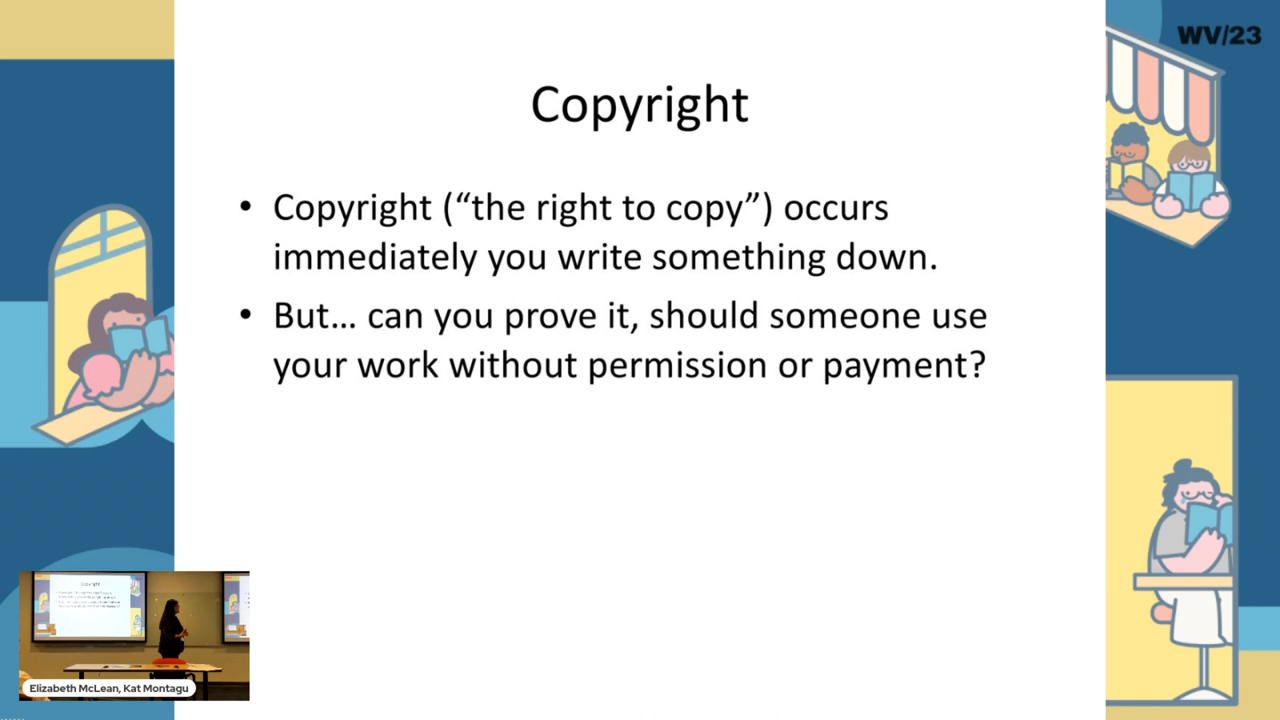 WV/23
Copyright
• Copyright (“the right to copy”) occurs
immediately you write something down.
• But... can you prove it, should someone use
your work without permission or payment?
Copyright
Elizabeth McLean, Kat Montagu